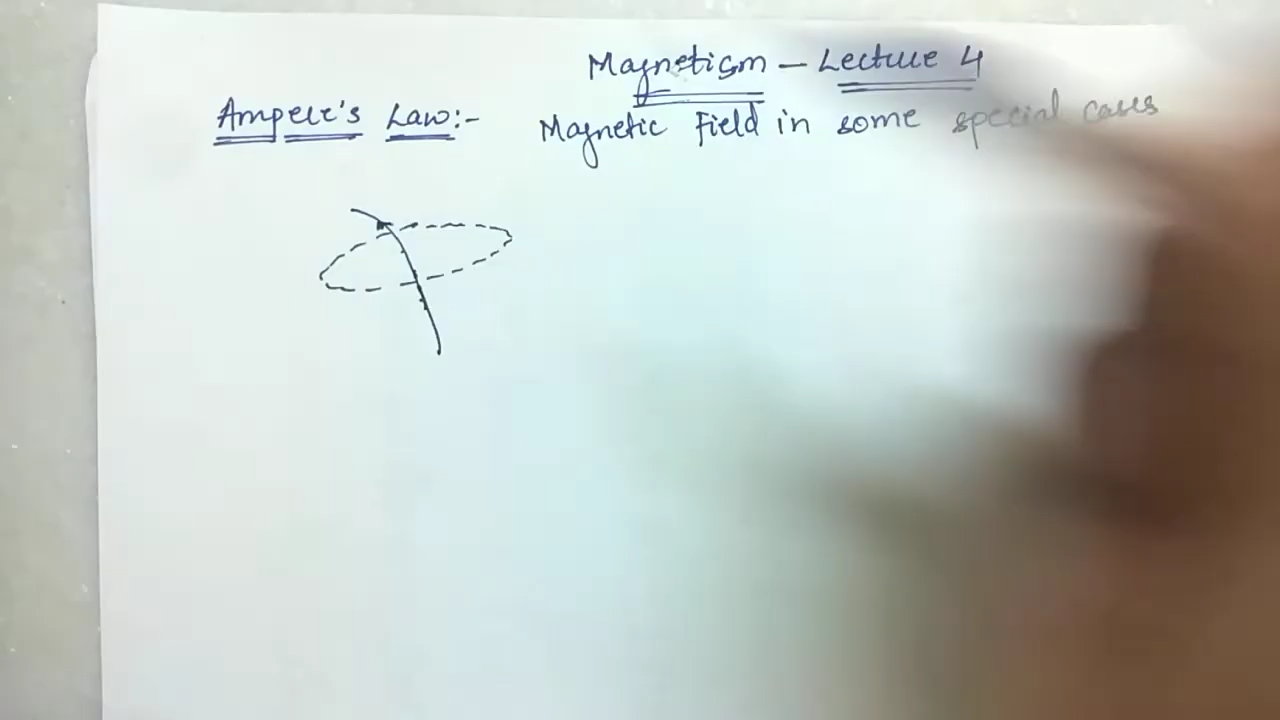 Magnetism – Lecture 4
Ampere's Law:- Magnetic Field in some special cases